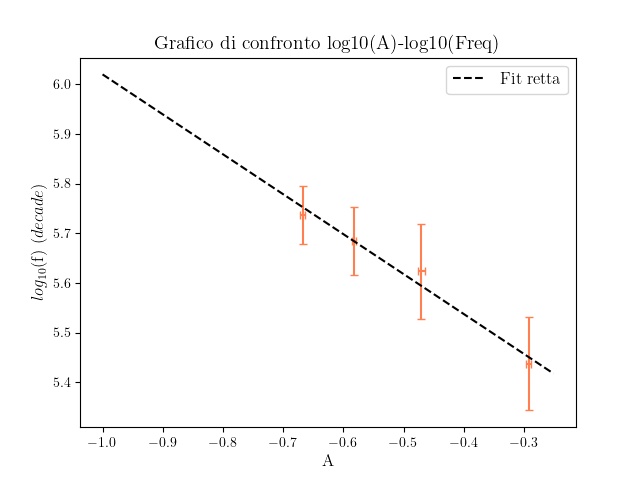 Grafico di confronto log10(A)-log10(Freq)
Fit retta
6.0
5.9
5.8
5.7
5.6
5.5
5.4
log₁₀(f) (decade)
−1.0 −0.9 −0.8 −0.7 −0.6 −0.5 −0.4 −0.3
A